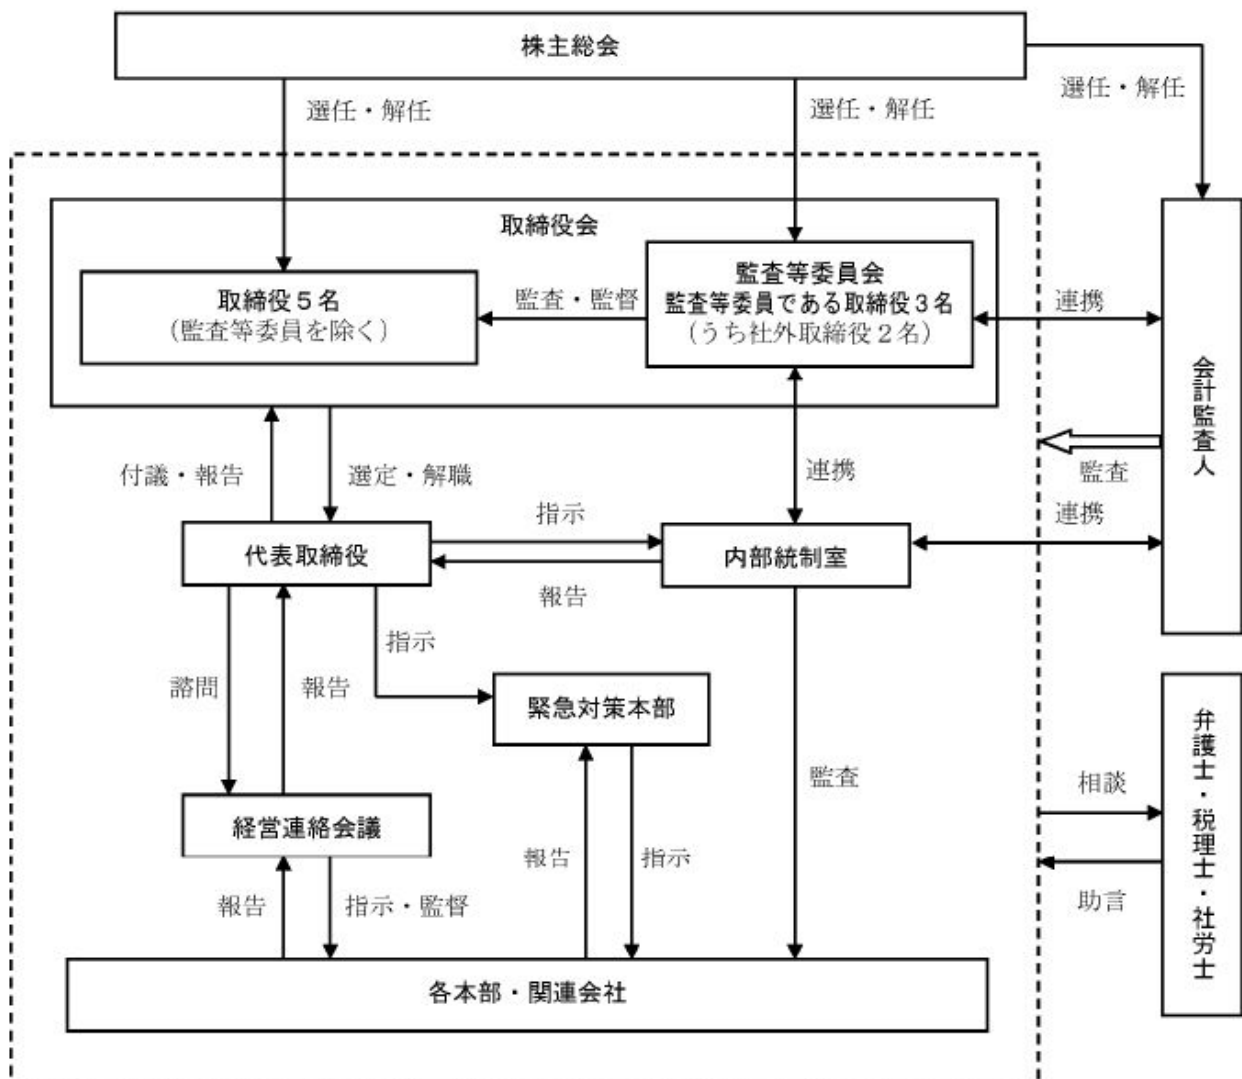 株主総会
選任・解任
選任・解任
選任・解任
取締役会
取締役５名
（監査等委員を除く）
監査・監督
監査等委員会
監査等委員である取締役３名
（うち社外取締役２名）
連携
会計監査人
監査
連携
付議・報告
選定・解職
連携
代表取締役
指示
報告
内部統制室
諮問
報告
指示
緊急対策本部
監査
経営連絡会議
報告
指示・監督
報告
指示
相談
助言
弁護士・税理士・社労士
各本部・関連会社